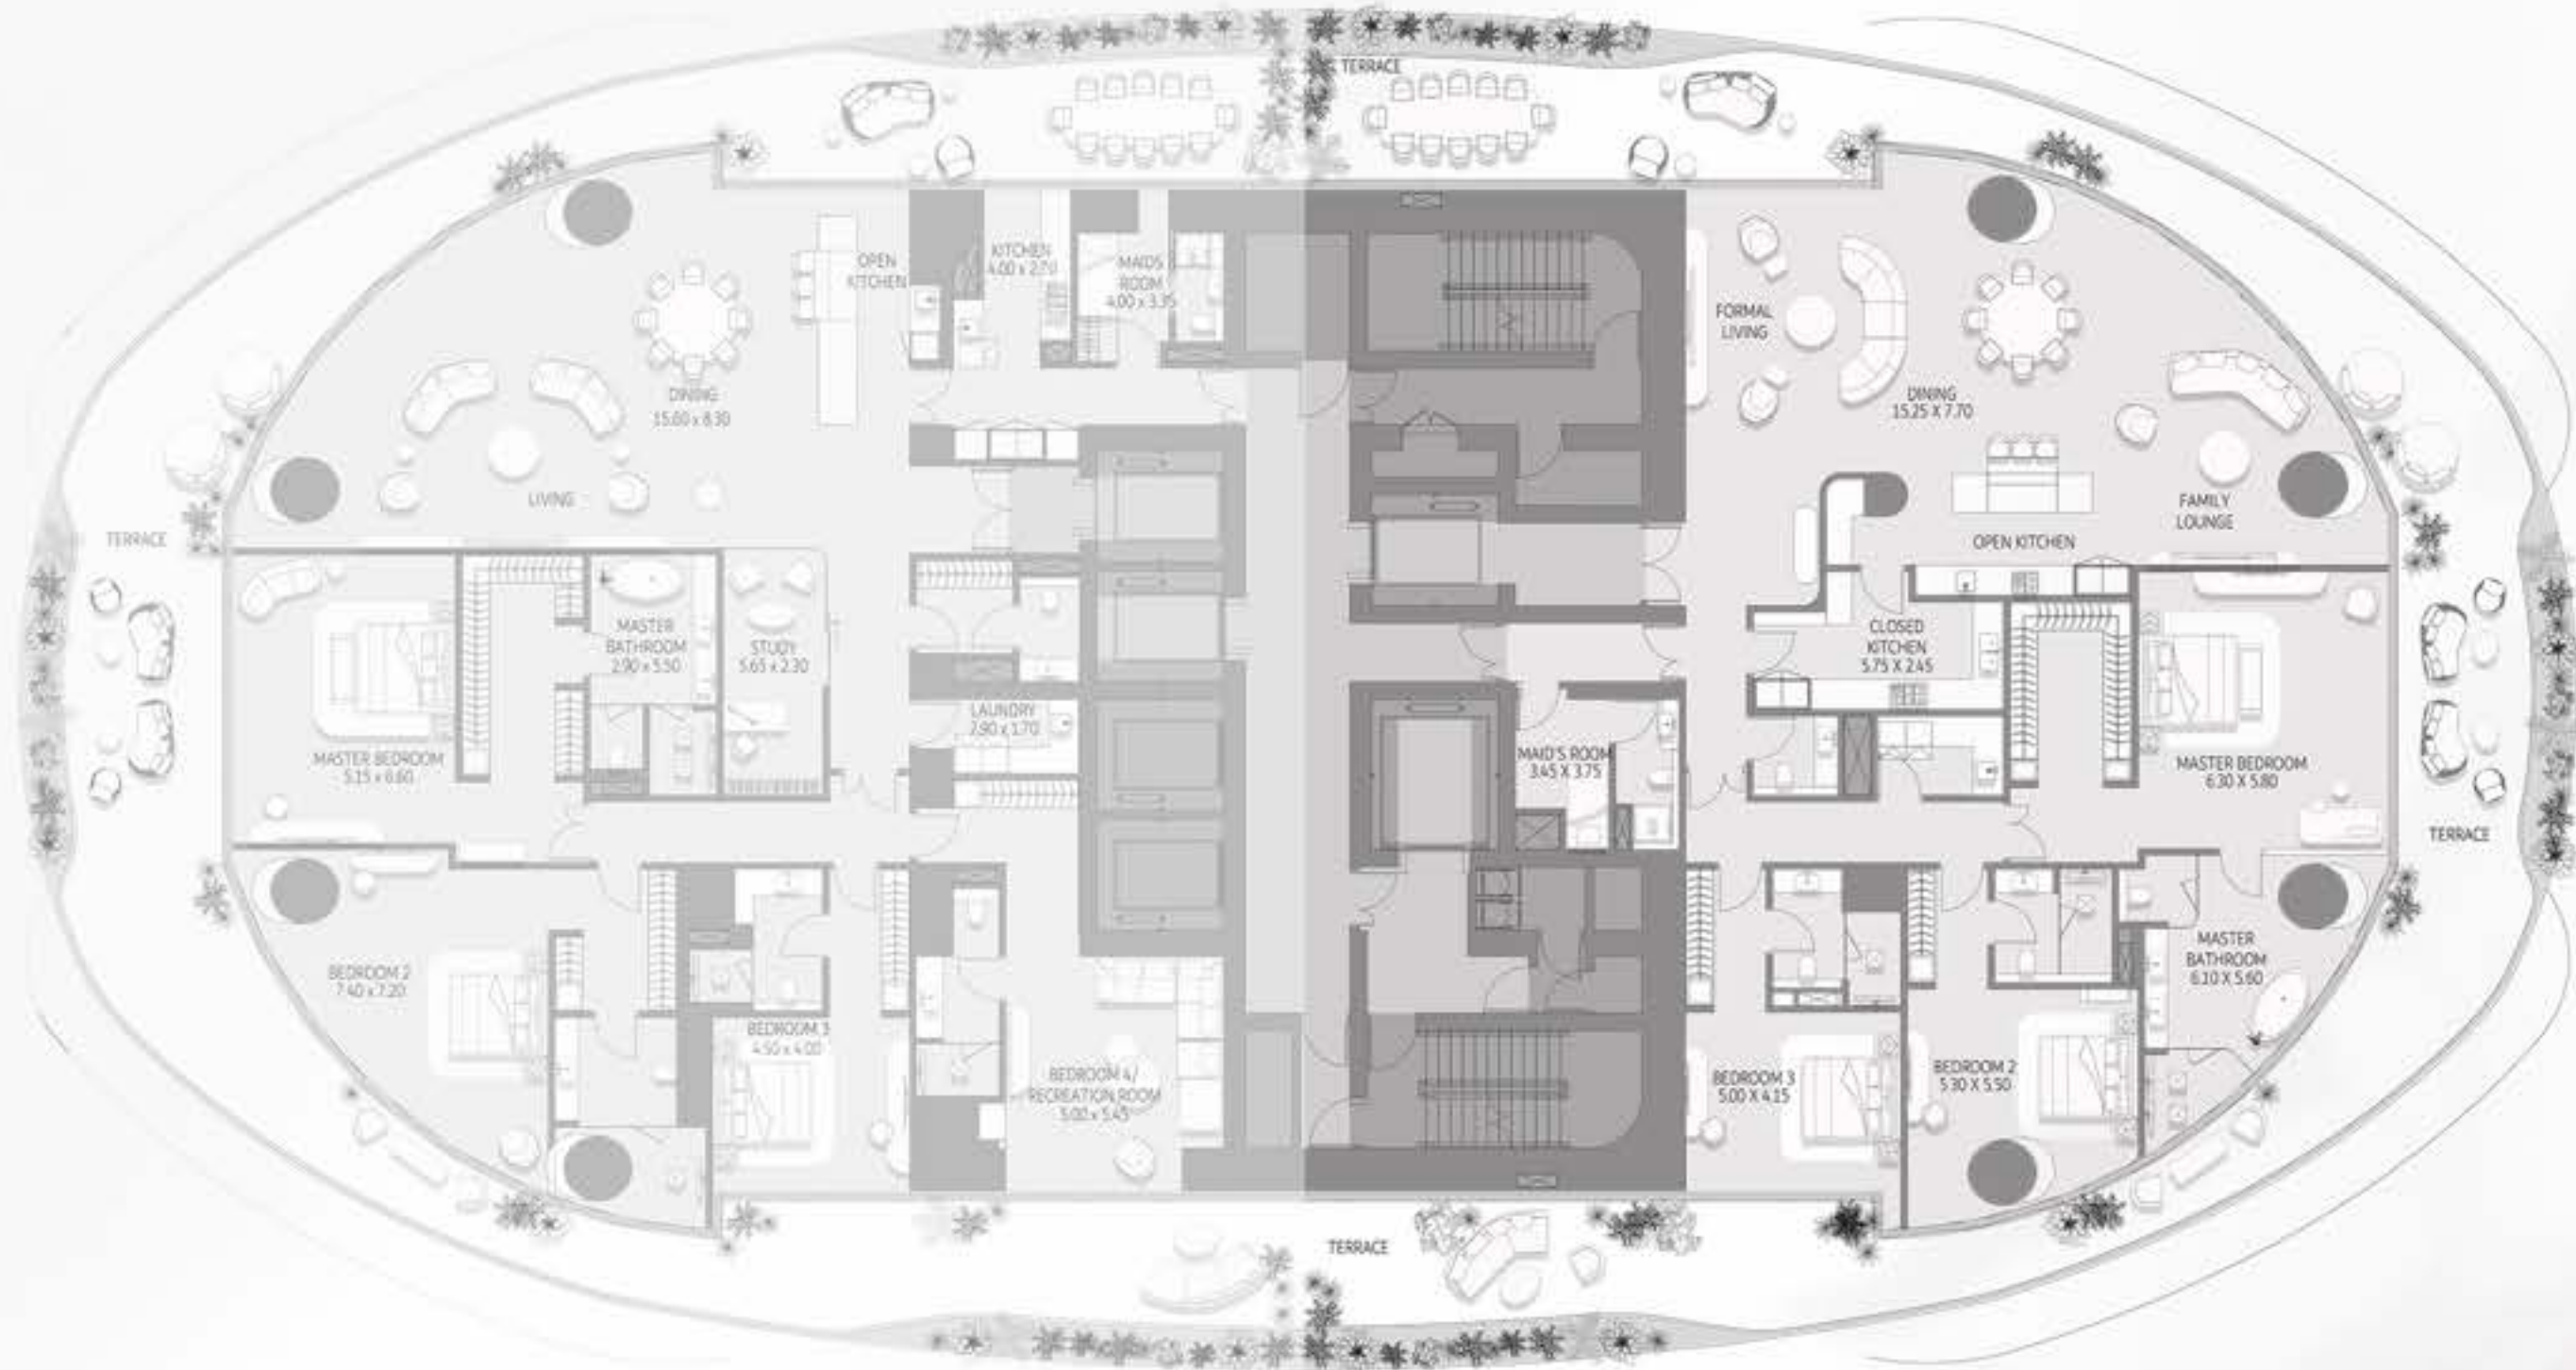 TERRACE
OPEN
KITCHEN
KITCHEN
4.00 x 2.70
MAIDS
ROOM
4.00 x 3.35
DINING
15.60 x 8.30
LIVING
TERRACE
MASTER
BATHROOM
2.90 x 5.50
STUDY
5.65 x 2.30
MASTER BEDROOM
5.15 x 6.60
LAUNDRY
2.90 x 1.70
BEDROOM 2
7.40 x 7.20
BEDROOM 3
4.50 x 4.00
BEDROOM 4/
RECREATION ROOM
5.00 x 5.45
FORMAL
LIVING
DINING
15.25 X 7.70
FAMILY
LOUNGE
OPEN KITCHEN
CLOSED
KITCHEN
5.75 X 2.45
MAID'S ROOM
3.45 X 3.75
MASTER BEDROOM
6.30 X 5.80
TERRACE
MASTER
BATHROOM
6.10 X 5.60
BEDROOM 3
5.00 X 4.15
BEDROOM 2
5.30 X 5.50
TERRACE